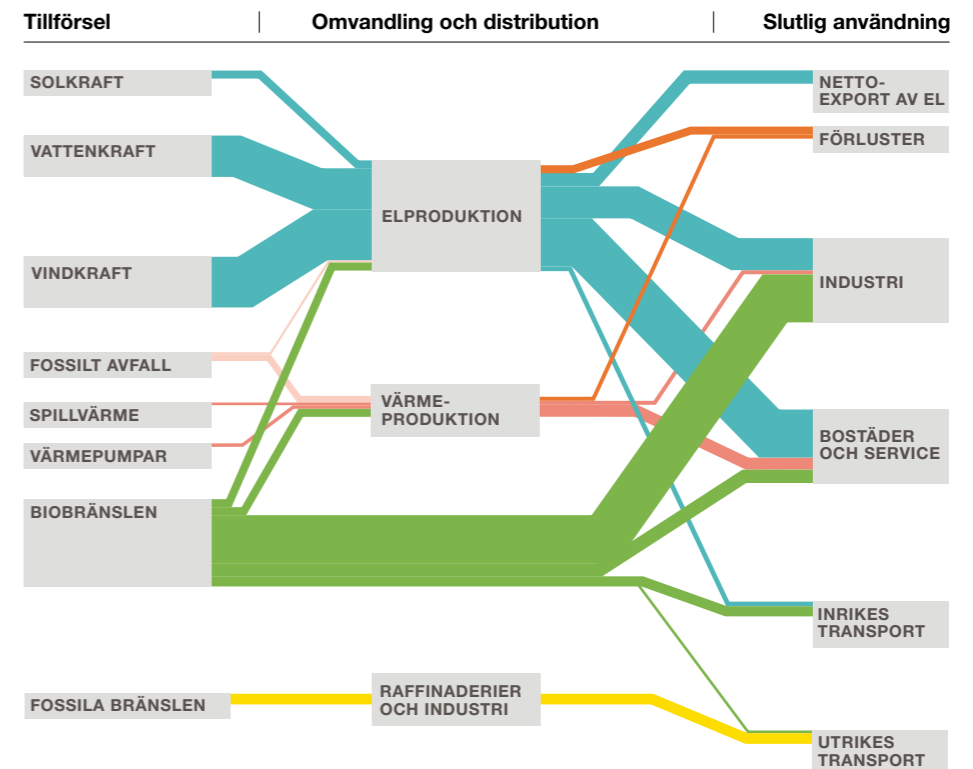 Tillförsel
Omvandling och distribution
Slutlig användning
SOLKRAFT
VATTENKRAFT
VINDKRAFT
FOSSILT AVFALL
SPILLVÄRME
VÄRMEPUMPAR
BIOBRÄNSLEN
FOSSILA BRÄNSLEN
ELPRODUKTION
VÄRME-
PRODUKTION
RAFFINADERIER
OCH INDUSTRI
NETTO-
EXPORT AV EL
FÖRLUSTER
INDUSTRI
BOSTÄDER
OCH SERVICE
INRIKES
TRANSPORT
UTRIKES
TRANSPORT